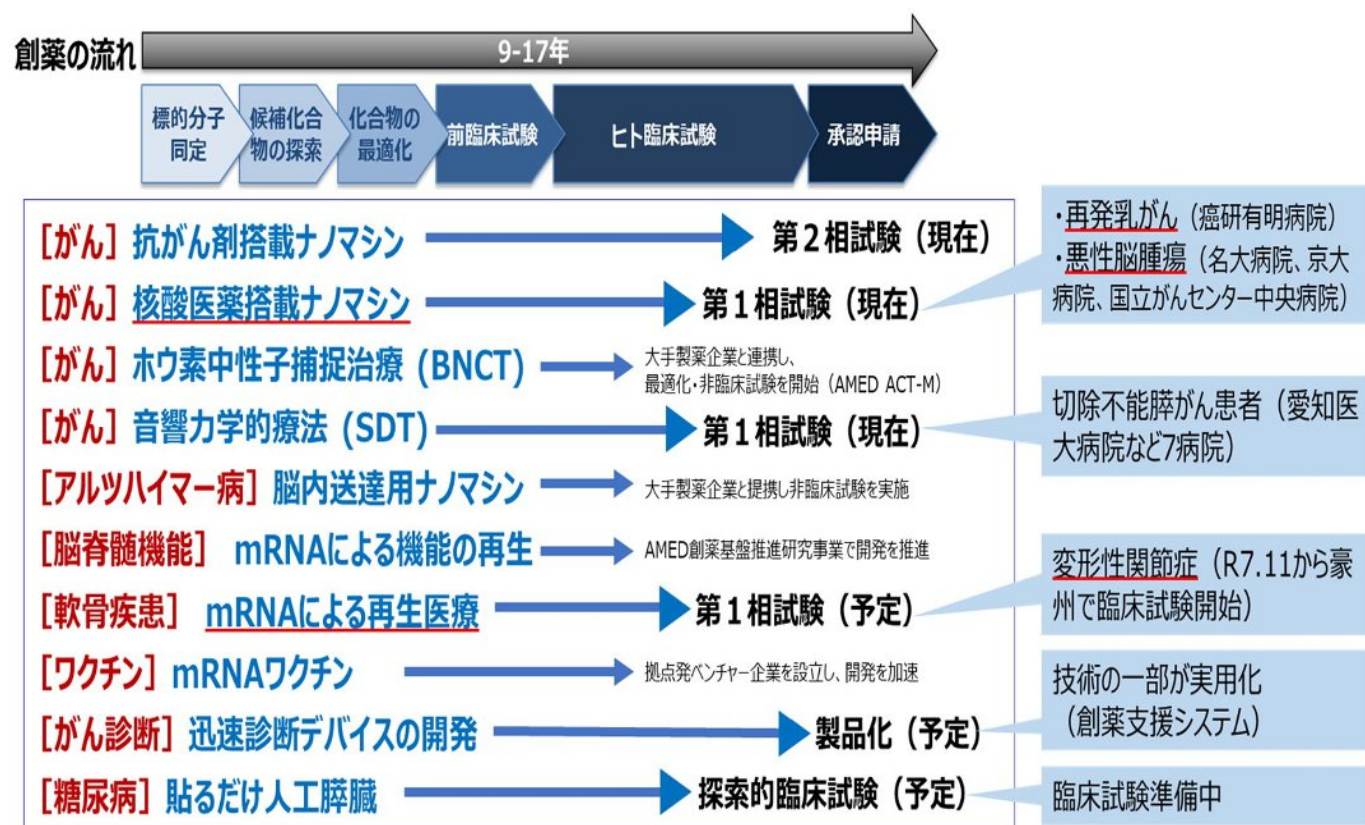 創薬の流れ
9-17年
標的分子
同定
候補化合
物の探索
化合物の
最適化
前臨床試験
ヒト臨床試験
承認申請
[がん] 抗がん剤搭載ナノマシン 第2相試験（現在）
[がん] 核酸医薬搭載ナノマシン 第1相試験（現在）
・再発乳がん（癌研有明病院）
・悪性脳腫瘍（名大病院、京大
病院、国立がんセンター中央病院）
[がん] ホウ素中性子捕捉治療 (BNCT)
大手製薬企業と連携し、
最適化・非臨床試験を開始（AMED ACT-M）
[がん] 音響力学的療法 (SDT) 第1相試験（現在）
切除不能膵がん患者（愛知医
大病院など7病院）
[アルツハイマー病] 脳内送達用ナノマシン 大手製薬企業と提携し非臨床試験を実施
[脳脊髄機能] mRNAによる機能の再生 AMED創薬基盤推進研究事業で開発を推進
[軟骨疾患] mRNAによる再生医療 第1相試験（予定）
変形性関節症（R7.11から豪
州で臨床試験開始）
[ワクチン] mRNAワクチン 拠点発ベンチャー企業を設立し、開発を加速
[がん診断] 迅速診断デバイスの開発 製品化（予定）
技術の一部が実用化
（創薬支援システム）
[糖尿病] 貼るだけ人工膵臓 探索的臨床試験（予定）
臨床試験準備中